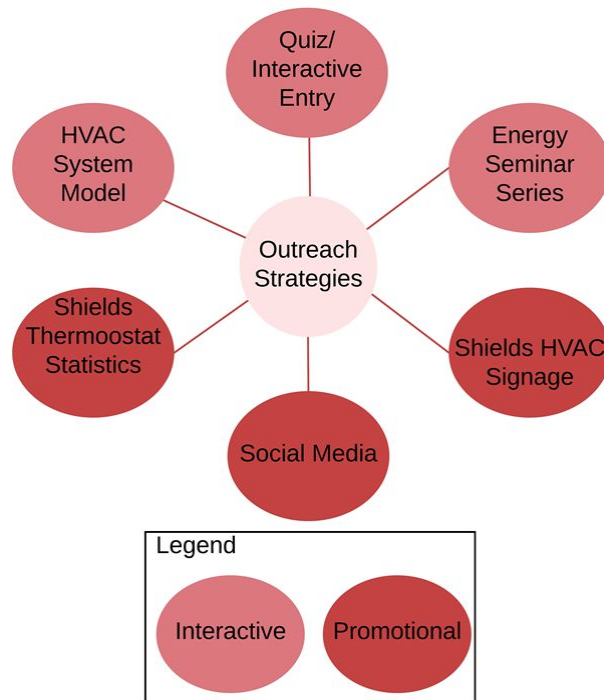 Quiz/
Interactive
Entry
HVAC
System
Model
Energy
Seminar
Series
Outreach
Strategies
Shields
Thermoostat
Statistics
Shields HVAC
Signage
Social Media
Legend
Interactive
Promotional